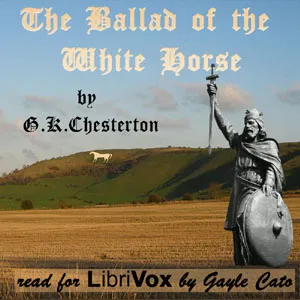 The Ballad of the
White Horse
by
G.K.Chesterton
read for LibriVox by Gayle Cato